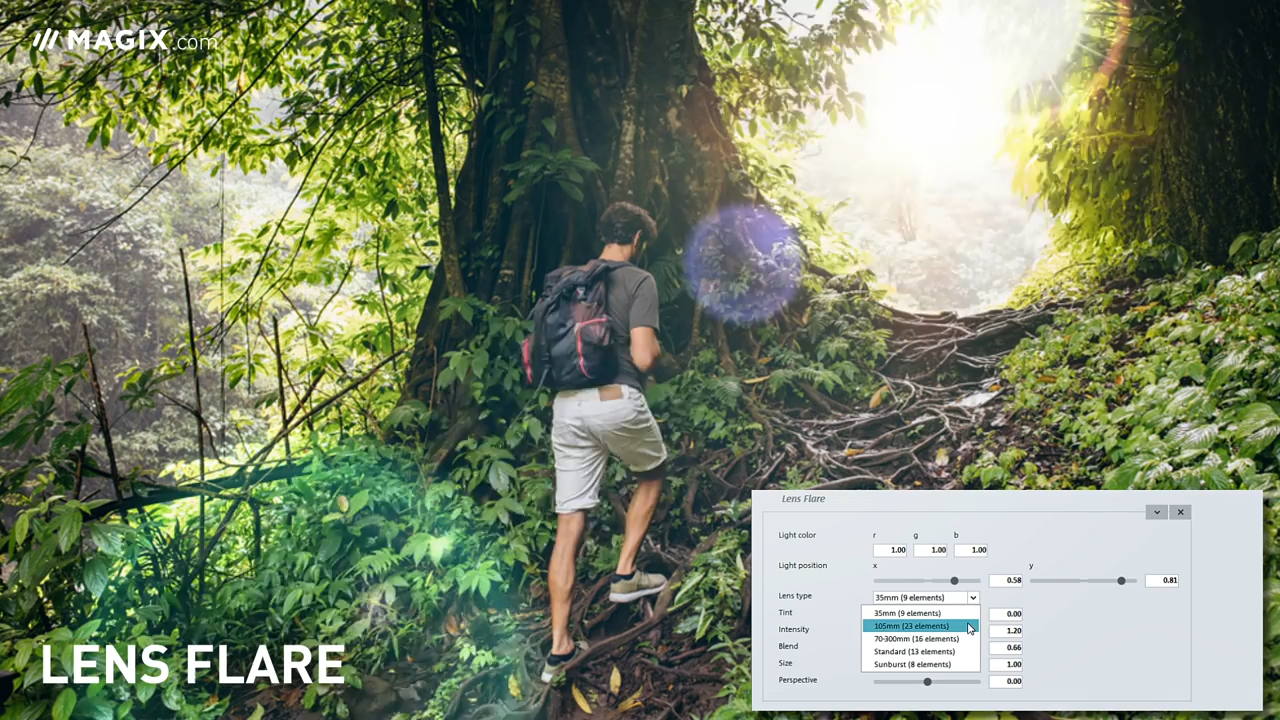 MAGIX.com
Lens Flare
Light color r g b
1.00 1.00 1.00
Light position x y
0.58 0.81
Lens type 35mm (9 elements)
Tint 35mm (9 elements) 0.00
105mm (23 elements)
Intensity 1.20
70-300mm (16 elements)
Blend Standard (13 elements) 0.66
Size Sunburst (8 elements) 1.00
Perspective 0.00
LENS FLARE